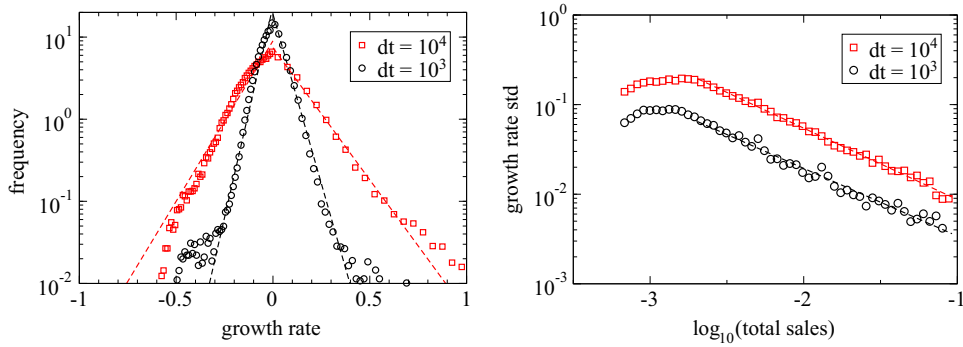 10^1
10^0
10^-1
10^-2
frequency
-1
-0.5
0
0.5
1
growth rate
dt = 10^4
dt = 10^3
10^0
10^-1
10^-2
10^-3
growth rate std
-3
-2
-1
log_10(total sales)
dt = 10^4
dt = 10^3